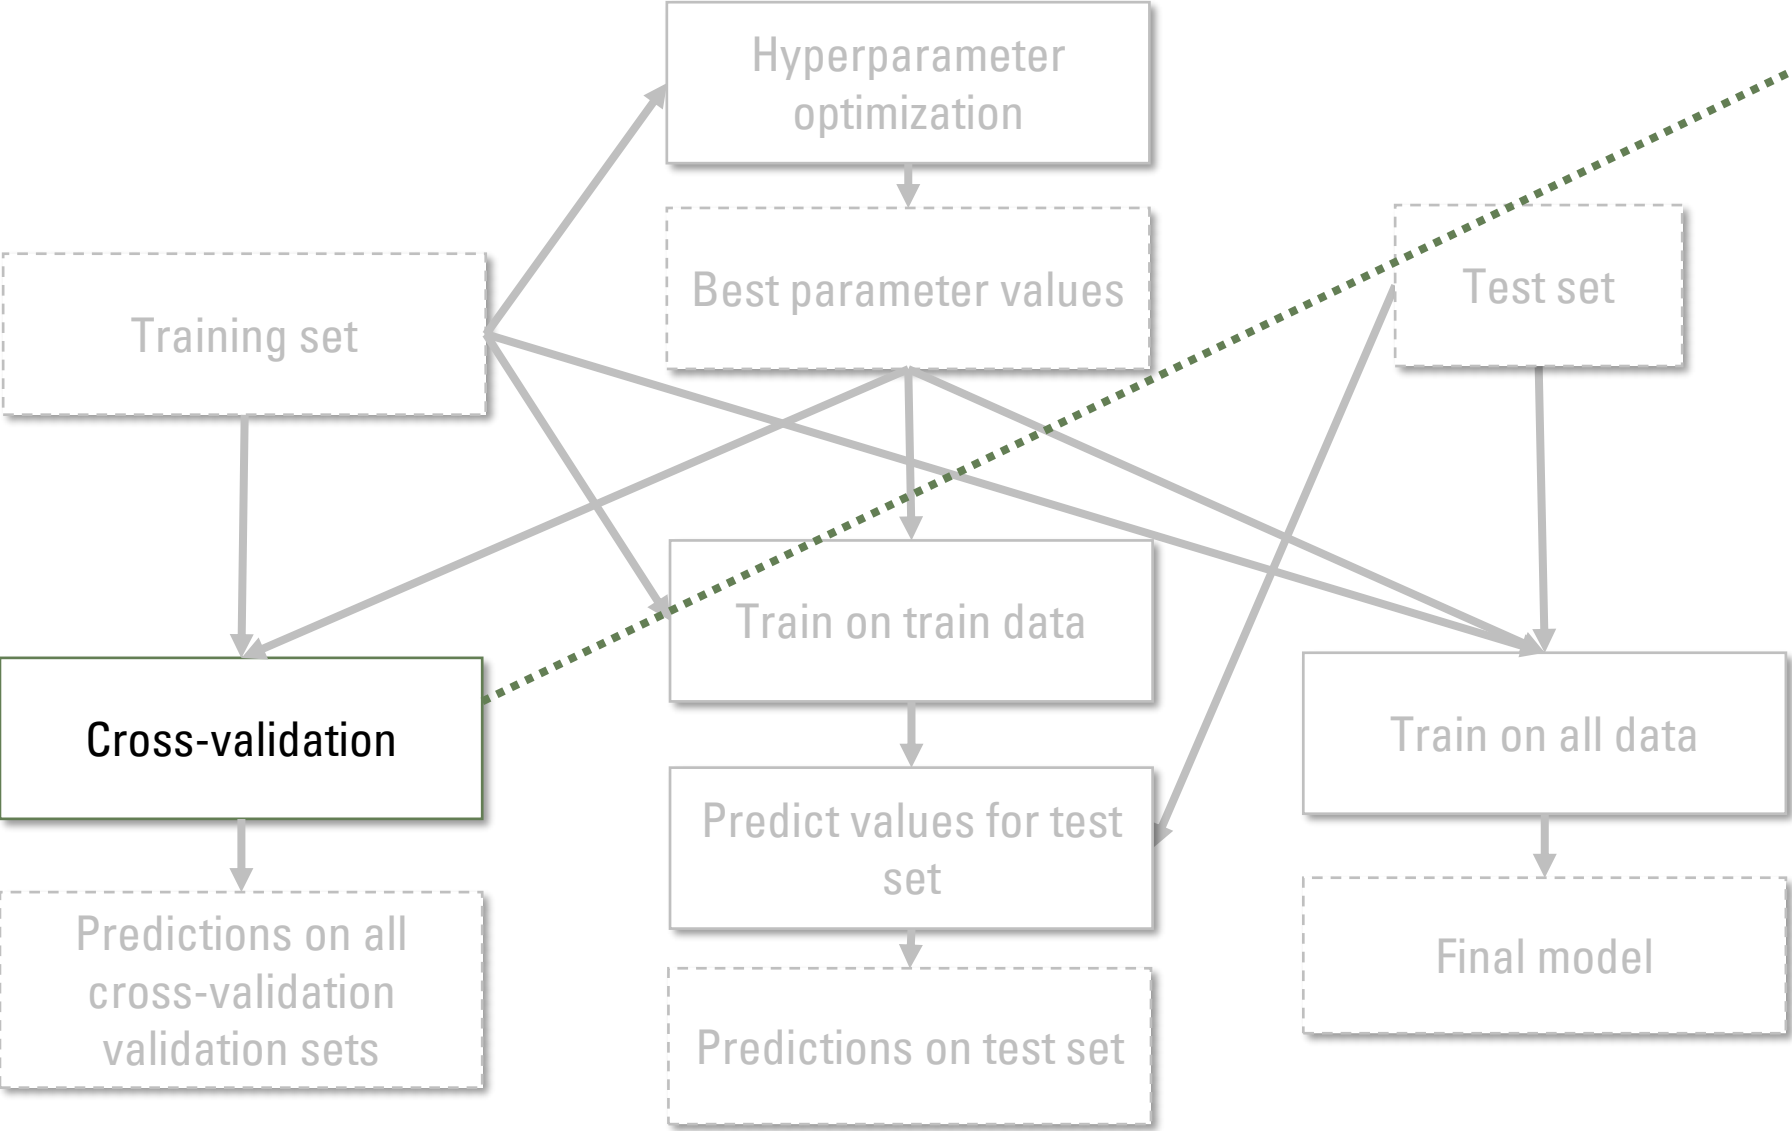 Hyperparameter
optimization
Best parameter values
Test set
Training set
Train on train data
Cross-validation
Train on all data
Predict values for test
set
Predictions on all
cross-validation
validation sets
Final model
Predictions on test set